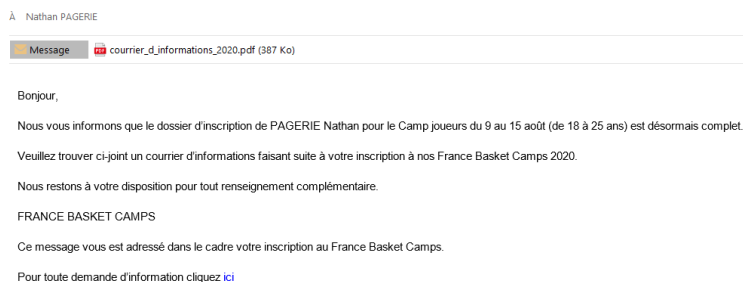 À Nathan PAGERIE
Message PDF courrier_d_informations_2020.pdf (387 Ko)
Bonjour,
Nous vous informons que le dossier d'inscription de PAGERIE Nathan pour le Camp joueurs du 9 au 15 août (de 18 à 25 ans) est désormais complet.
Veuillez trouver ci-joint un courrier d'informations faisant suite à votre inscription à nos France Basket Camps 2020.
Nous restons à votre disposition pour tout renseignement complémentaire.
FRANCE BASKET CAMPS
Ce message vous est adressé dans le cadre votre inscription au France Basket Camps.
Pour toute demande d'information cliquez ici